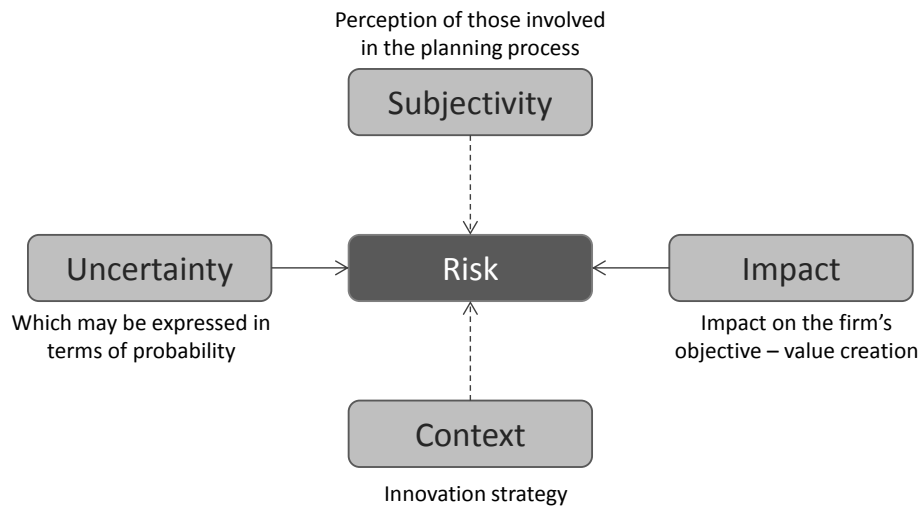 Perception of those involved
in the planning process
Subjectivity
Uncertainty
Risk
Impact
Which may be expressed in
terms of probability
Impact on the firm's
objective – value creation
Context
Innovation strategy